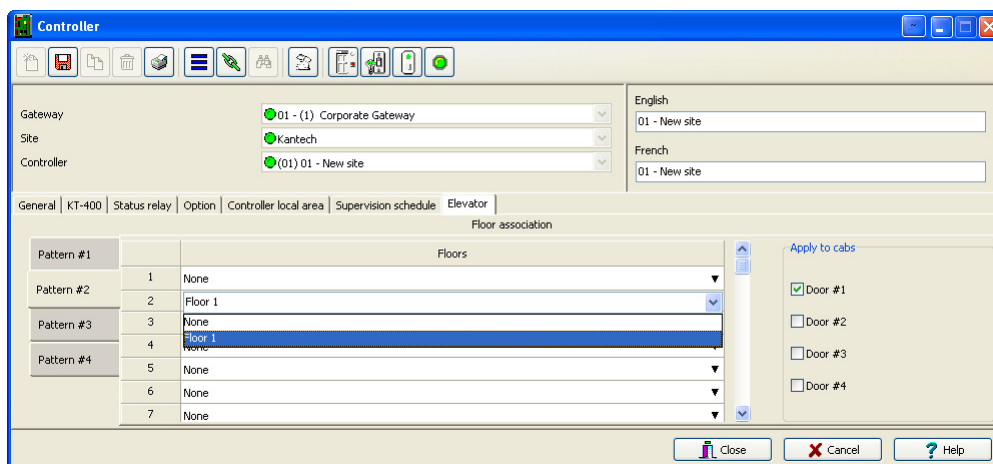 Controller
Gateway
01 - (1) Corporate Gateway
Site
Kantech
Controller
(01) 01 - New site
English
01 - New site
French
01 - New site
General KT-400 Status relay Option Controller local area Supervision schedule Elevator
Floor association
Pattern #1
Pattern #2
Pattern #3
Pattern #4
Floors
1 None
2 Floor 1
3 None
Floor 1
4 None
5 None
6 None
7 None
Apply to cabs
Door #1
Door #2
Door #3
Door #4
Close Cancel Help